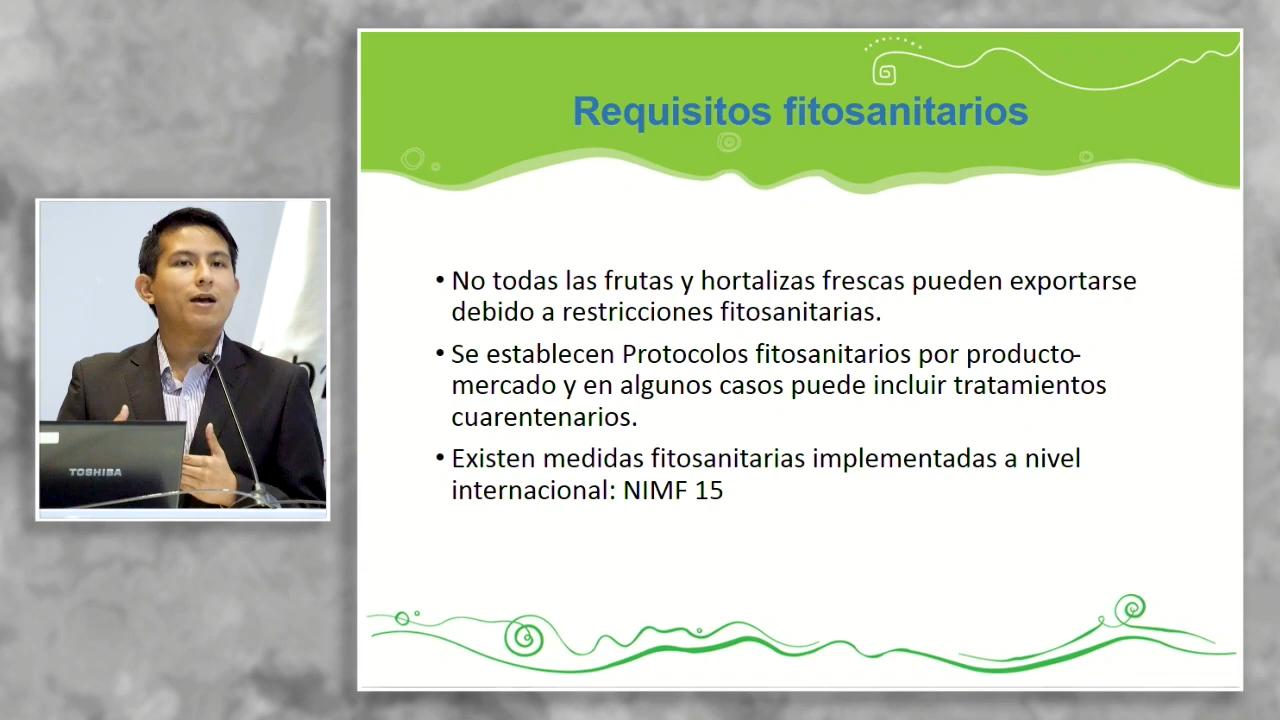 Requisitos fitosanitarios
• No todas las frutas y hortalizas frescas pueden exportarse
debido a restricciones fitosanitarias.
• Se establecen Protocolos fitosanitarios por producto-
mercado y en algunos casos puede incluir tratamientos
cuarentenarios.
• Existen medidas fitosanitarias implementadas a nivel
internacional: NIMF 15
TOSHIBA